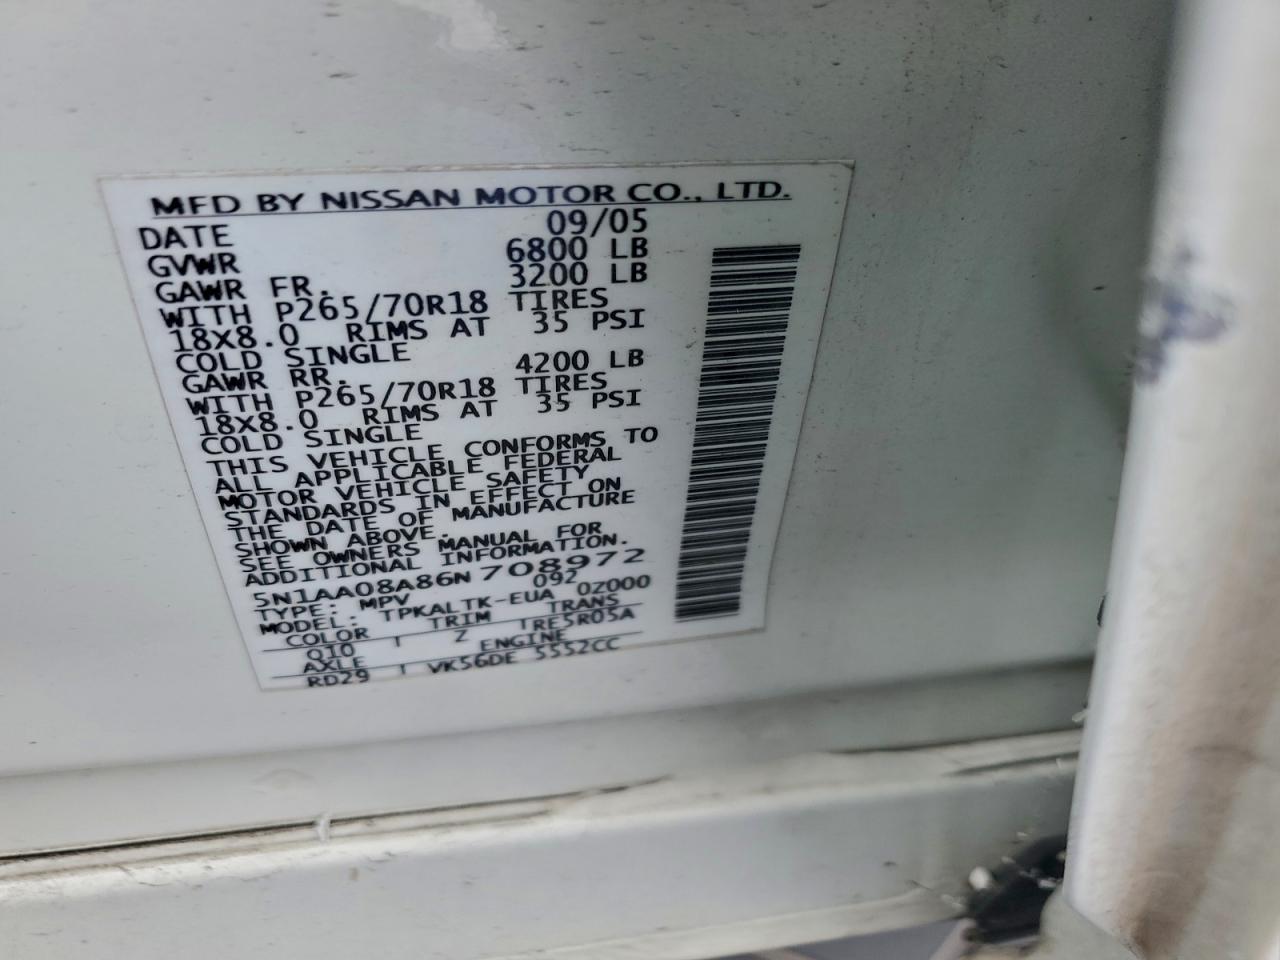 MFD BY NISSAN MOTOR CO., LTD.
DATE 09/05
GVWR 6800 LB
GAWR FR. 3200 LB
WITH P265/70R18 TIRES
18X8.0 RIMS AT 35 PSI
COLD SINGLE
GAWR RR. 4200 LB
WITH P265/70R18 TIRES
18X8.0 RIMS AT 35 PSI
COLD SINGLE
THIS VEHICLE CONFORMS TO
ALL APPLICABLE FEDERAL
MOTOR VEHICLE SAFETY
STANDARDS IN EFFECT ON
THE DATE OF MANUFACTURE
SHOWN ABOVE.
SEE OWNERS MANUAL FOR
ADDITIONAL INFORMATION.
5N1AA08A86N708972
TYPE: MPV 092
MODEL: TPKALTK-EUA 0Z000
COLOR TRIM TRANS
Q10 Z TRE5R05A
AXLE ENGINE
RD29 VK56DE 5552CC